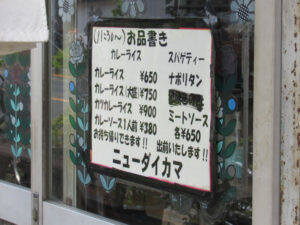 お品書き
カレーライス
カレーライス ¥650
カレーライス(大盛) ¥750
カツカレーライス ¥900
カレーソース1人前 ¥380
お持ち帰りできます!!
スパゲティー
ナポリタン
ミートソース
各¥650
出前いたします!!
ニューダイカマ